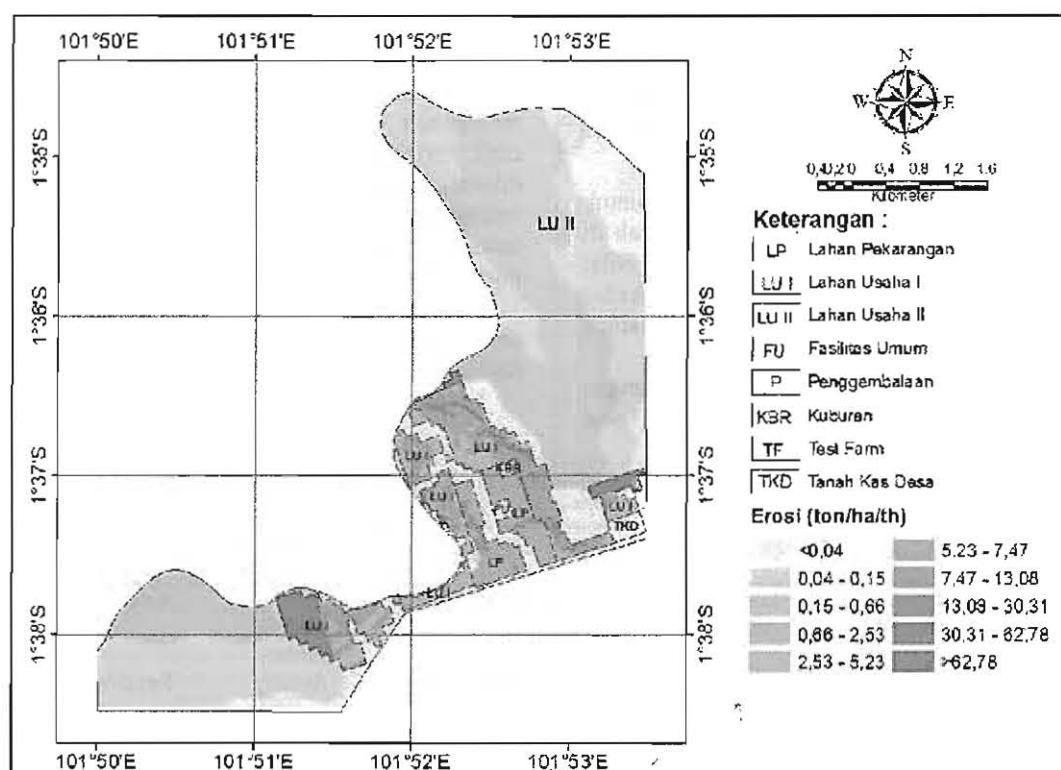 101°50'E 101°51'E 101°52'E 101°53'E
N
W E
S
1°35'S 1°35'S
0,4 0,8 1,2 1,6
Kilometer
LU II
Keterangan :
LP Lahan Pekarangan
LU I Lahan Usaha I
LU II Lahan Usaha II
1°36'S 1°36'S
FU Fasilitas Umum
P Penggembalaan
KBR Kuburan
TF Test Farm
TKD Tanah Kas Desa
LU I
LU I
KBR
1°37'S 1°37'S
LU I
FU LP
LU I
TKD
LP
LU I
LU I
1°38'S 1°38'S
Erosi (ton/ha/th)
<0,04 5.23 - 7,47
0,04 - 0,15 7,47 - 13,08
0,15 - 0,66 13,08 - 30,31
0,66 - 2,53 30,31 - 62,78
2,53 - 5,23 >62,78
101°50'E 101°51'E 101°52'E 101°53'E